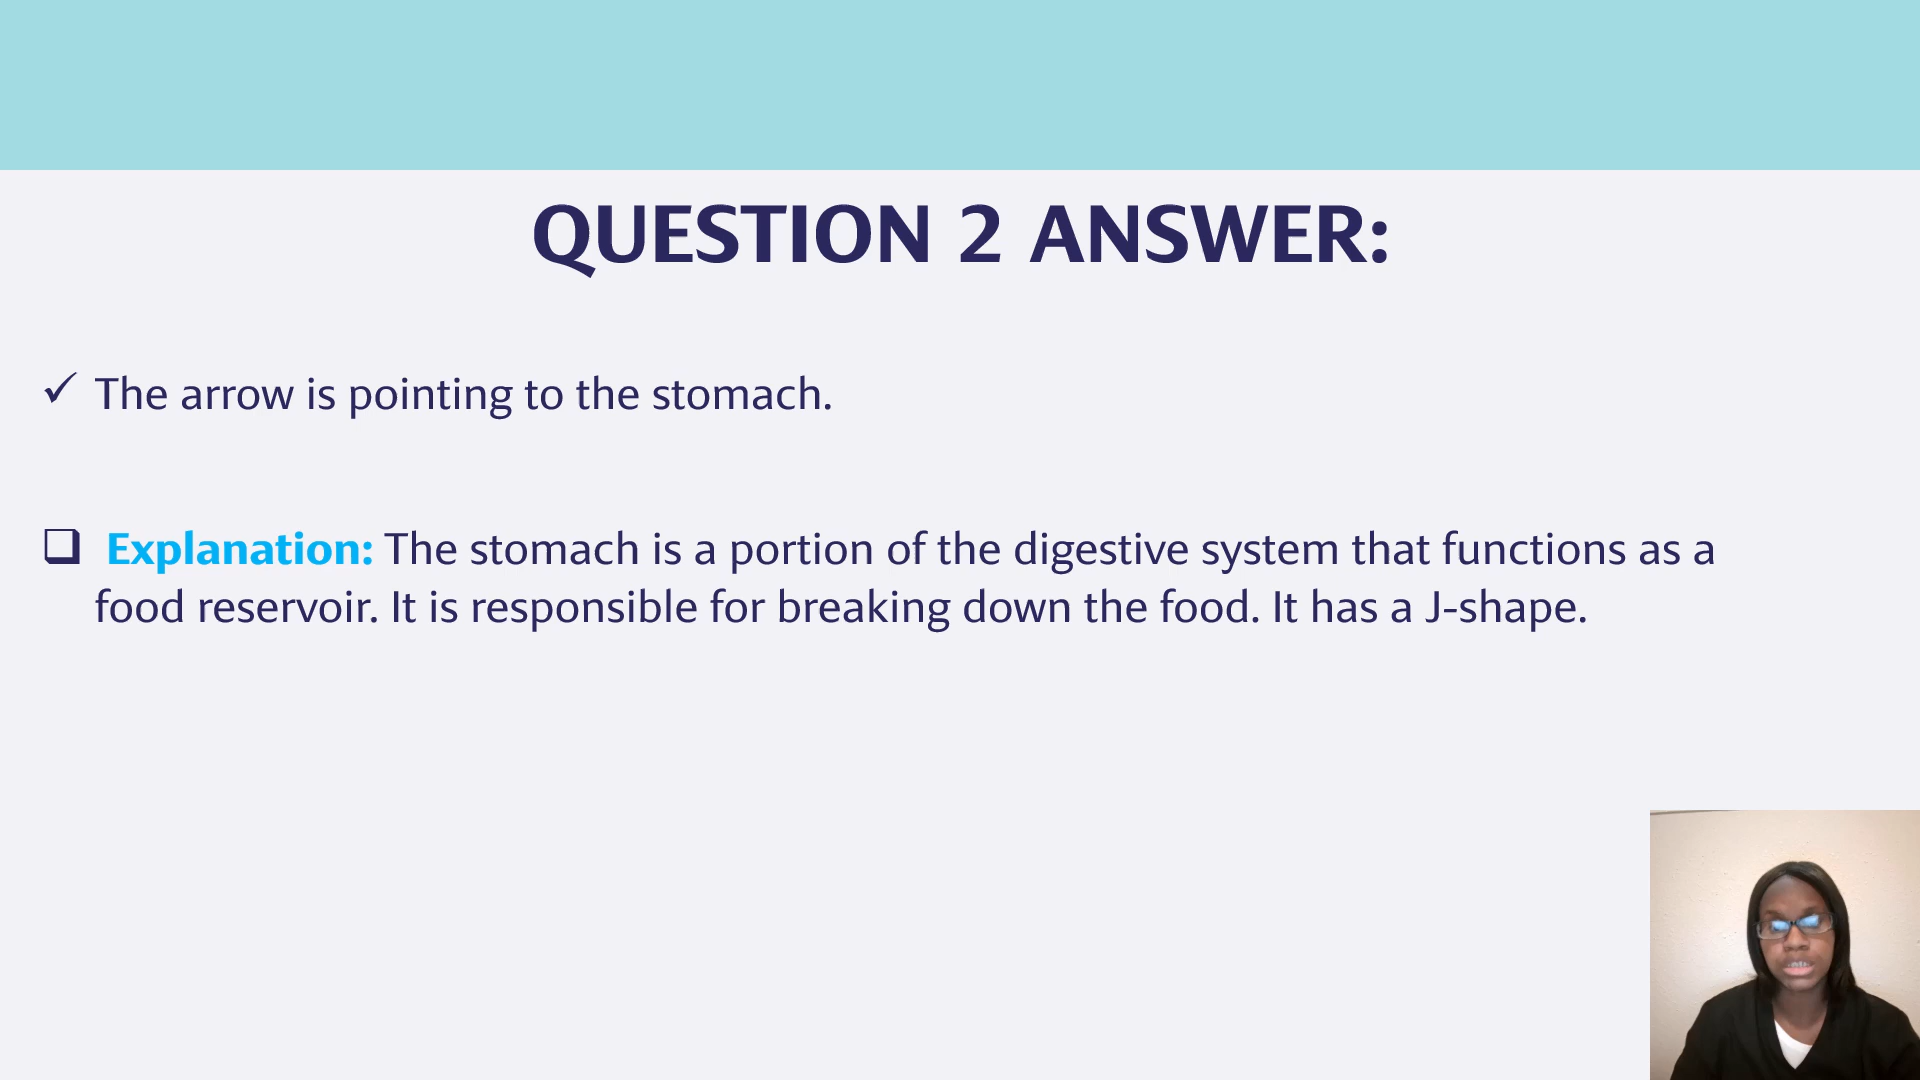 QUESTION 2 ANSWER:
✓ The arrow is pointing to the stomach.
❑ Explanation: The stomach is a portion of the digestive system that functions as a
food reservoir. It is responsible for breaking down the food. It has a J-shape.